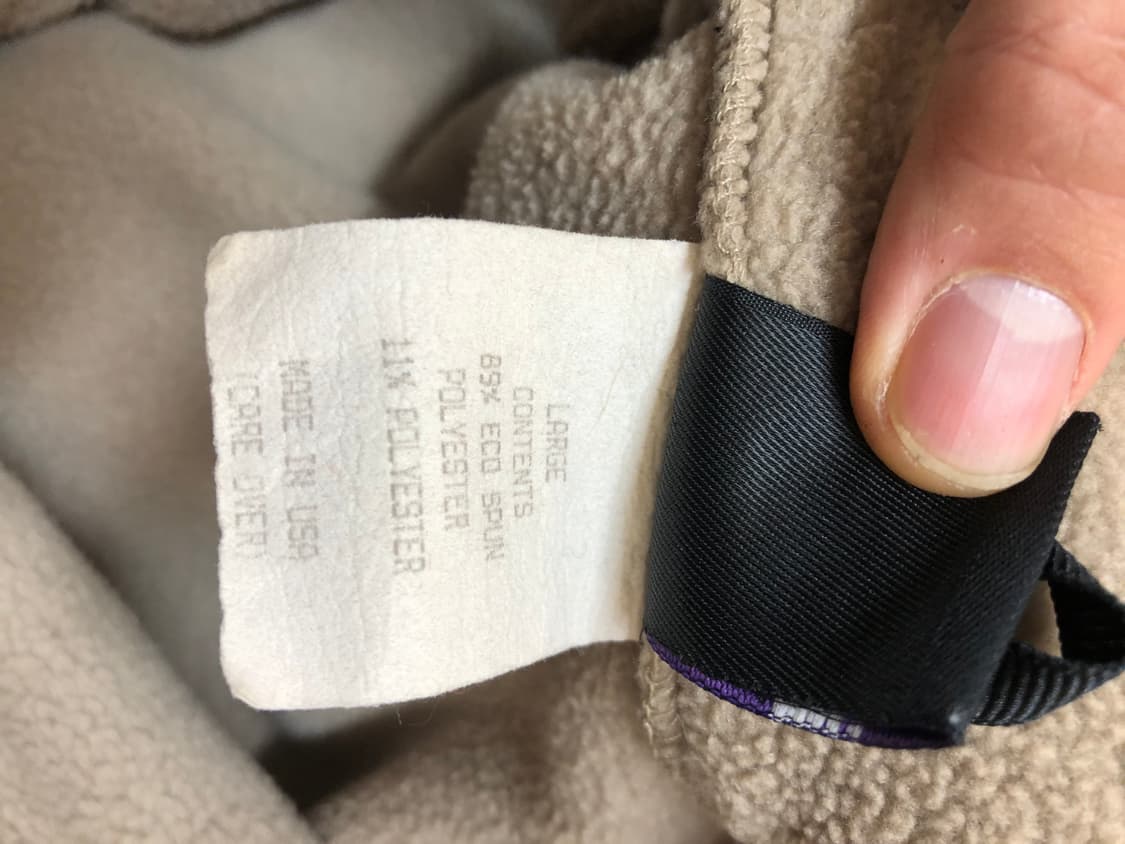 LARGE
CONTENTS
89% ECO SPUN
POLYESTER
11% POLYESTER
MADE IN USA
(CARE OVER)